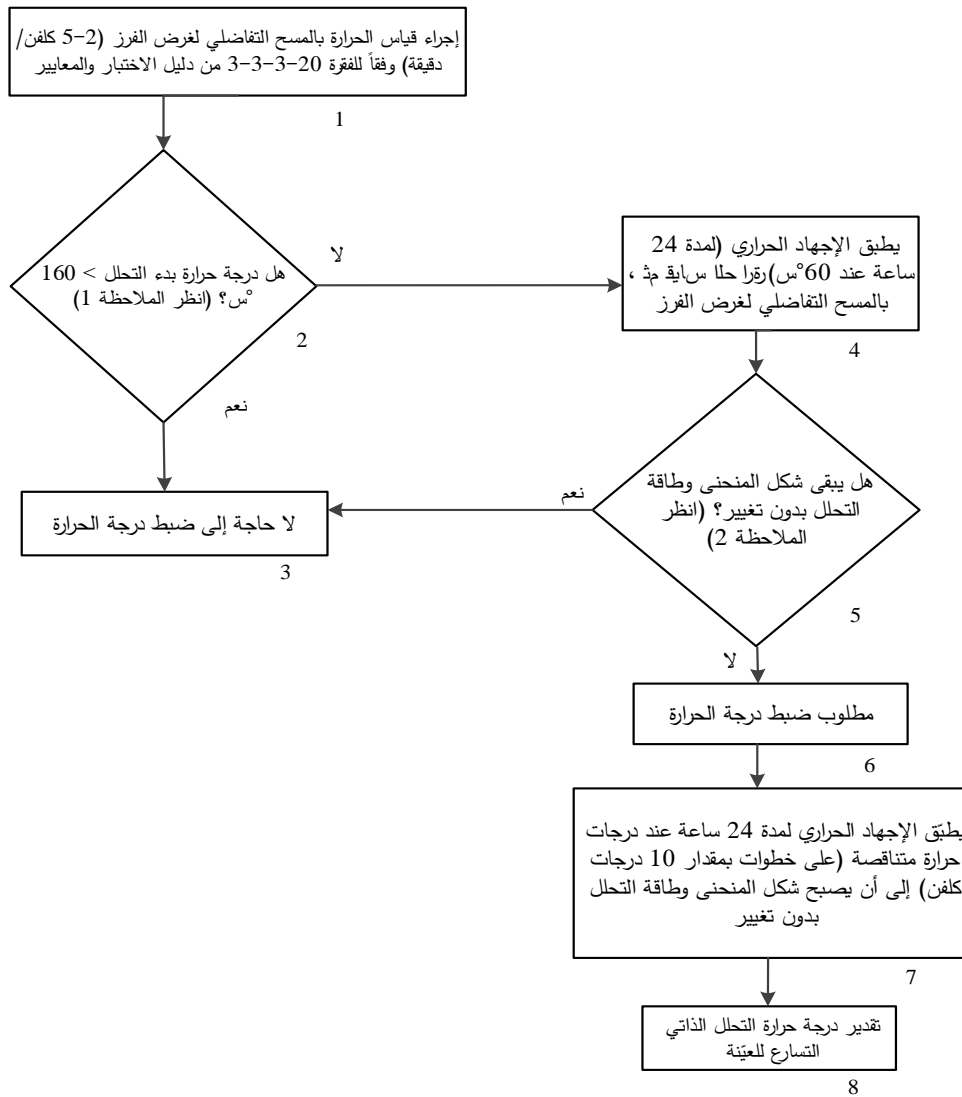 إجراء قياس الحرارة بالمسح التفاضلي لغرض الفرز (2-5 كلفن/
دقيقة) وفقاً للفقرة 20-3-3-3 من دليل الاختبار والمعايير
1
هل درجة حرارة بدء التحلل > 160
°س؟ (انظر الملاحظة 1)
2
لا
نعم
يطبق الإجهاد الحراري (لمدة 24
ساعة عند 60°س)
بالمسح التفاضلي لغرض الفرز
4
لا حاجة إلى ضبط درجة الحرارة
3
نعم
هل يبقى شكل المنحنى وطاقة
التحلل بدون تغيير؟ (انظر
الملاحظة 2)
5
لا
مطلوب ضبط درجة الحرارة
6
يطبّق الإجهاد الحراري لمدة 24 ساعة عند درجات
حرارة متناقصة (على خطوات بمقدار 10 درجات
كلفن) إلى أن يصبح شكل المنحنى وطاقة التحلل
بدون تغيير
7
تقدير درجة حرارة التحلل الذاتي
التسارع للعيّنة
8